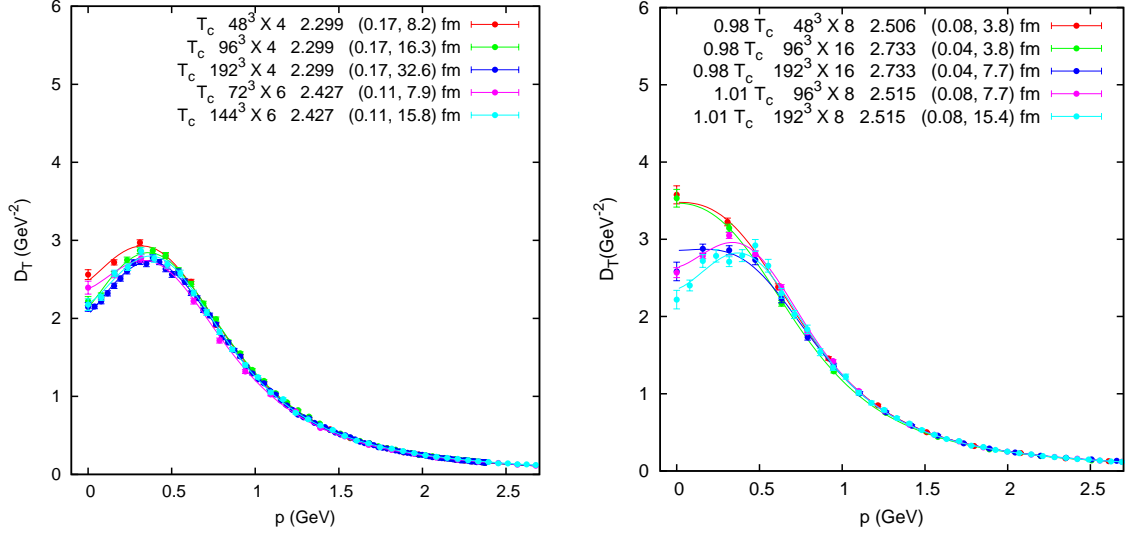 T_c 48^3 X 4 2.299 (0.17, 8.2) fm
T_c 96^3 X 4 2.299 (0.17, 16.3) fm
T_c 192^3 X 4 2.299 (0.17, 32.6) fm
T_c 72^3 X 6 2.427 (0.11, 7.9) fm
T_c 144^3 X 6 2.427 (0.11, 15.8) fm
6
5
4
3
2
1
0
D_T (GeV^-2)
0 0.5 1 1.5 2 2.5
p (GeV)
0.98 T_c 48^3 X 8 2.506 (0.08, 3.8) fm
0.98 T_c 96^3 X 16 2.733 (0.04, 3.8) fm
0.98 T_c 192^3 X 16 2.733 (0.04, 7.7) fm
1.01 T_c 96^3 X 8 2.515 (0.08, 7.7) fm
1.01 T_c 192^3 X 8 2.515 (0.08, 15.4) fm
6
5
4
3
2
1
0
D_T(GeV^-2)
0 0.5 1 1.5 2 2.5
p (GeV)